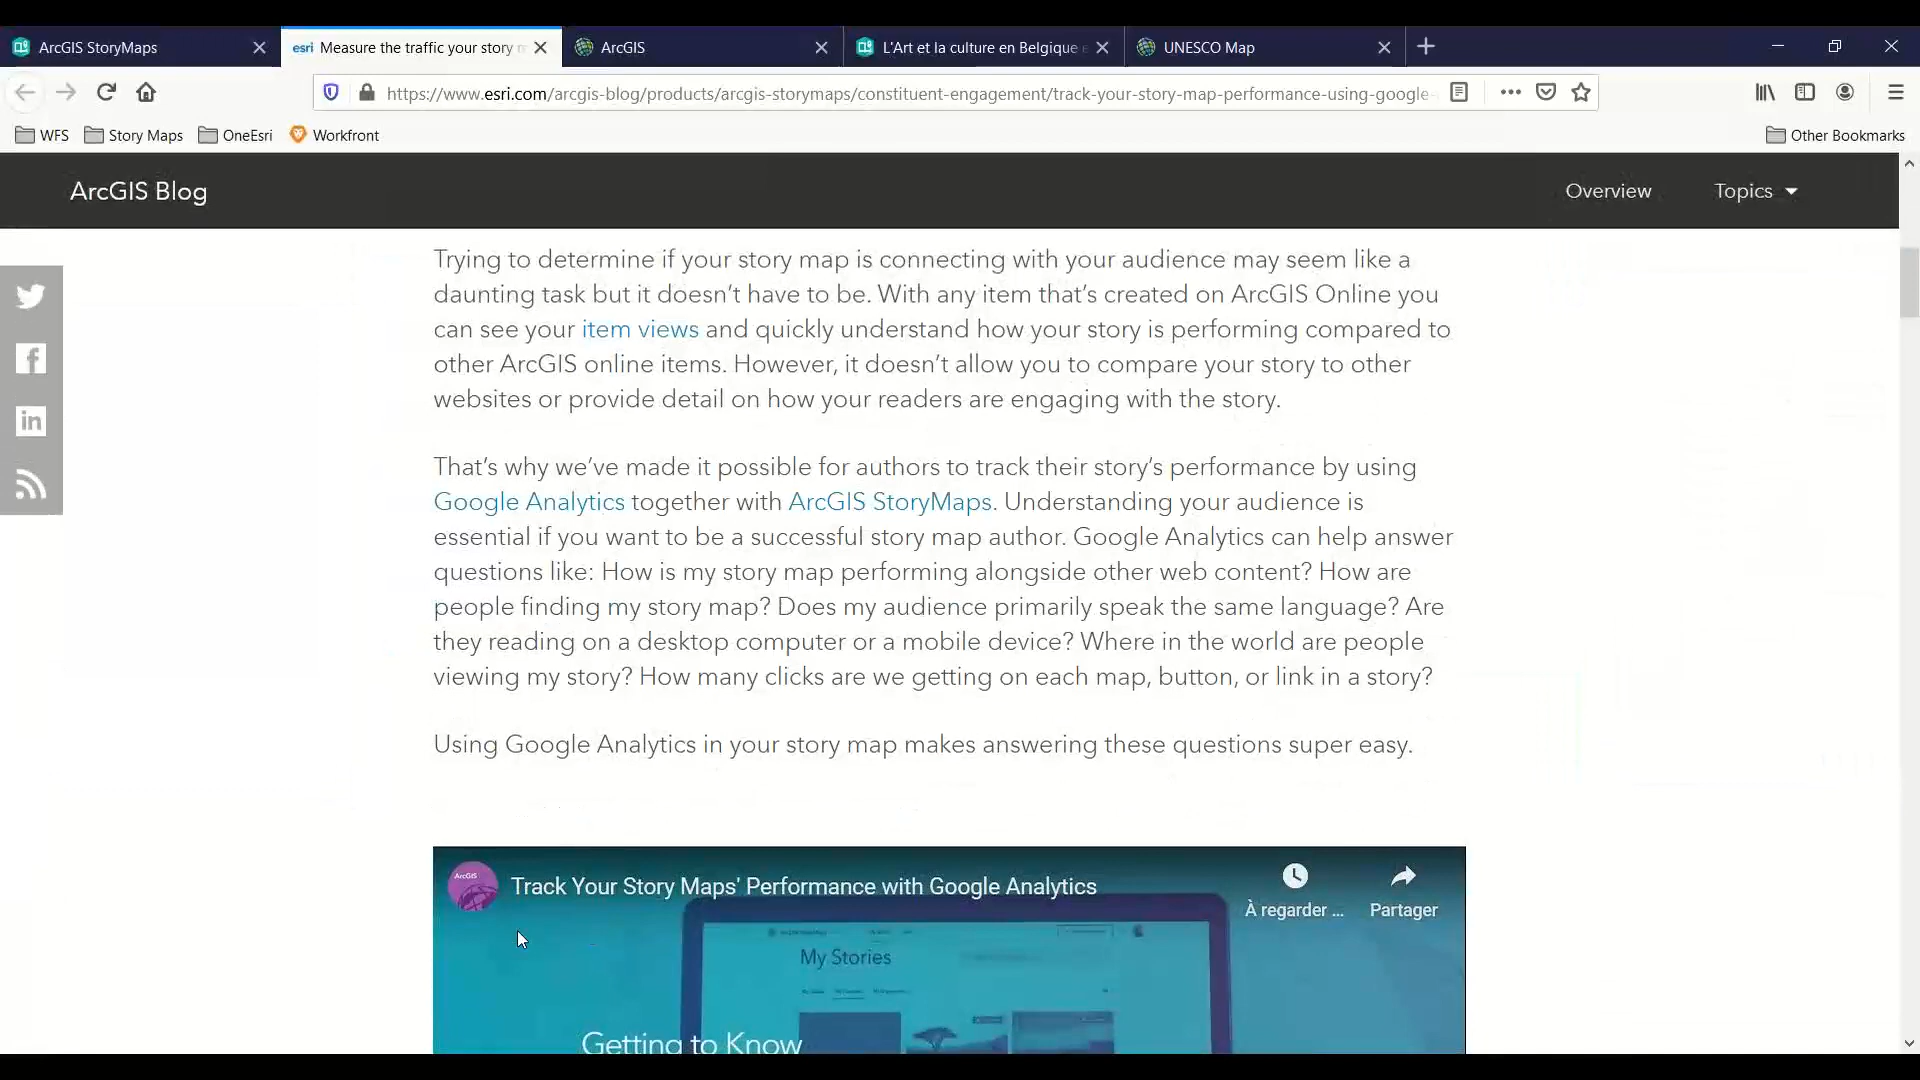 ArcGIS StoryMaps
esri Measure the traffic your story
ArcGIS
L'Art et la culture en Belgique
UNESCO Map
https://www.esri.com/arcgis-blog/products/arcgis-storymaps/constituent-engagement/track-your-story-map-performance-using-google-
WFS
Story Maps
OneEsri
Workfront
Other Bookmarks
ArcGIS Blog
Overview
Topics
Trying to determine if your story map is connecting with your audience may seem like a
daunting task but it doesn’t have to be. With any item that’s created on ArcGIS Online you
can see your item views and quickly understand how your story is performing compared to
other ArcGIS online items. However, it doesn’t allow you to compare your story to other
websites or provide detail on how your readers are engaging with the story.
That’s why we’ve made it possible for authors to track their story’s performance by using
Google Analytics together with ArcGIS StoryMaps. Understanding your audience is
essential if you want to be a successful story map author. Google Analytics can help answer
questions like: How is my story map performing alongside other web content? How are
people finding my story map? Does my audience primarily speak the same language? Are
they reading on a desktop computer or a mobile device? Where in the world are people
viewing my story? How many clicks are we getting on each map, button, or link in a story?
Using Google Analytics in your story map makes answering these questions super easy.
ArcGIS
Track Your Story Maps' Performance with Google Analytics
À regarder ...
Partager
My Stories
Getting to Know